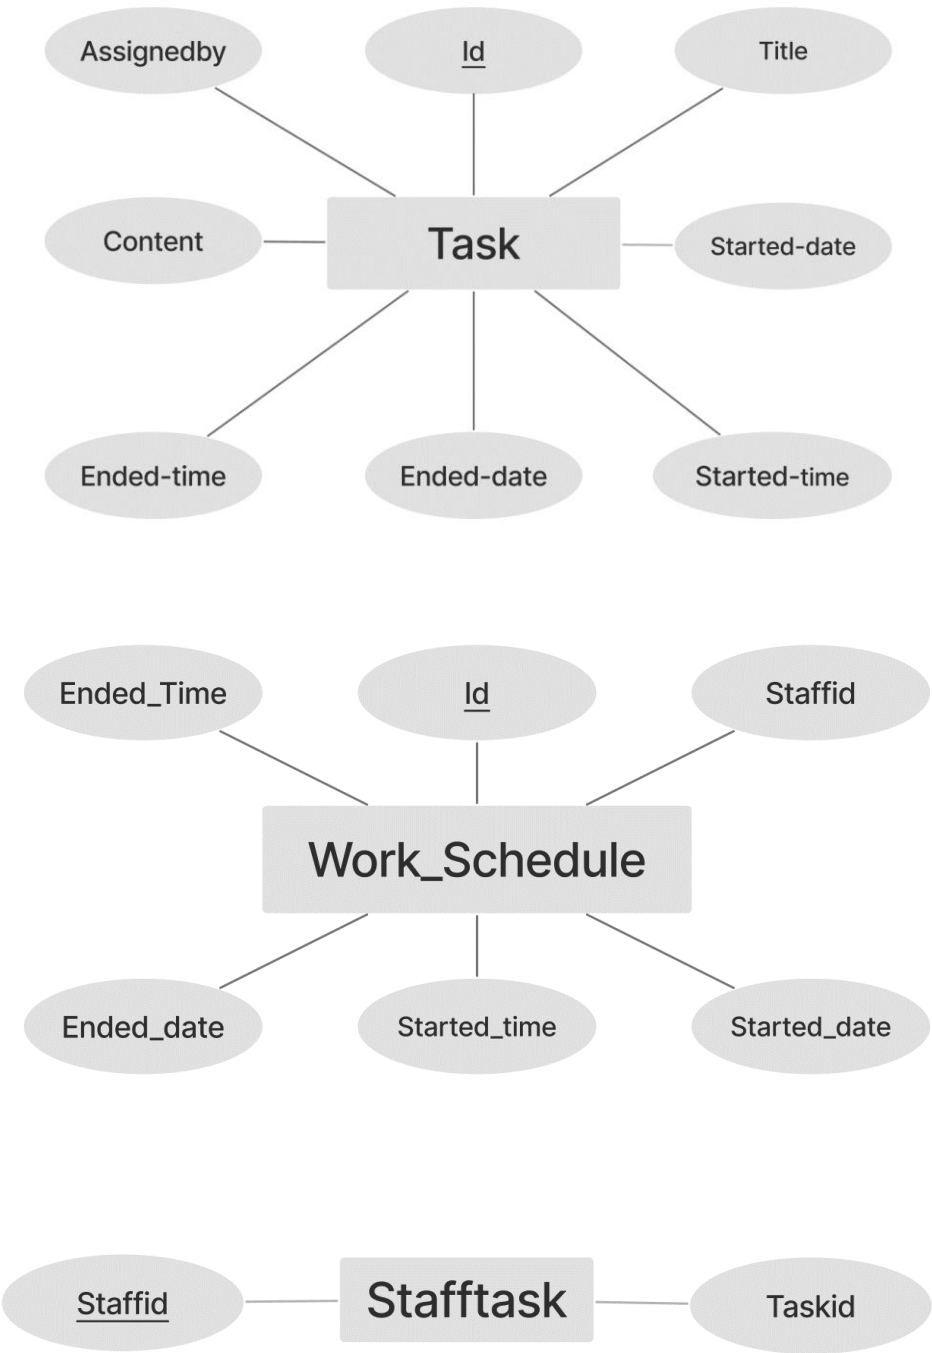 Assignedby
Id
Title
Content
Task
Started-date
Ended-time
Ended-date
Started-time
Ended_Time
Id
Staffid
Work_Schedule
Ended_date
Started_time
Started_date
Staffid
Stafftask
Taskid